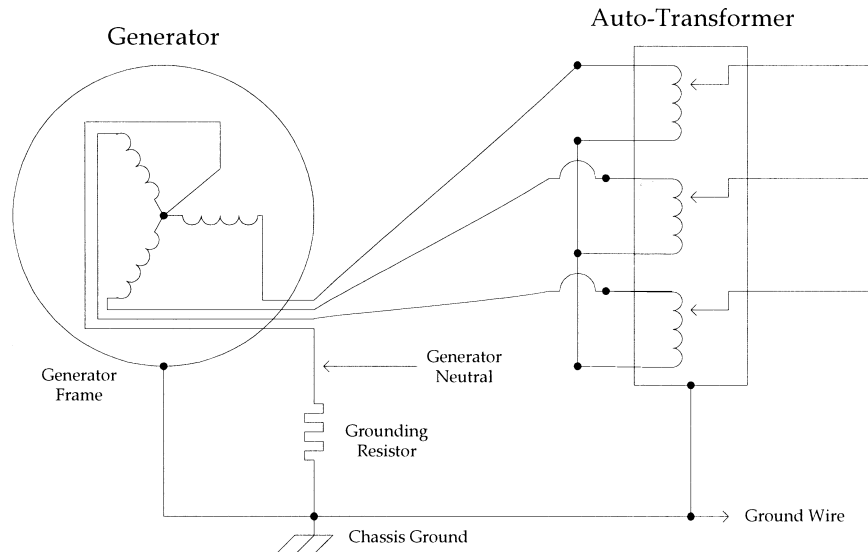 Auto-Transformer
Generator
Generator
Neutral
Generator
Frame
Grounding
Resistor
Ground Wire
Chassis Ground